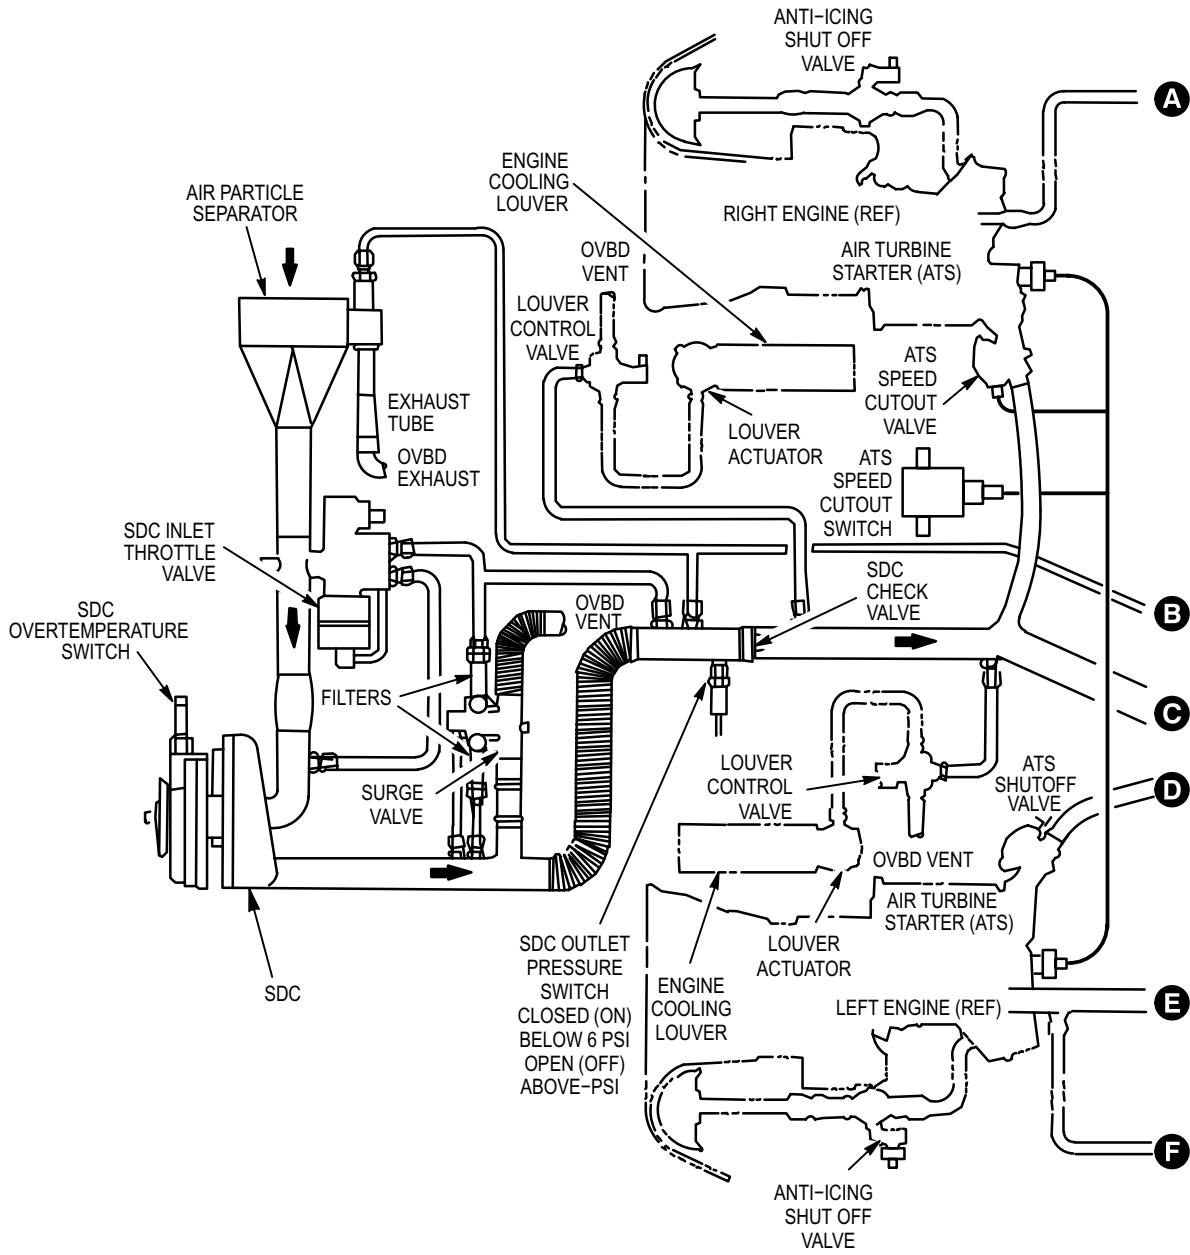 ANTI-ICING
SHUT OFF
VALVE
A
ENGINE
COOLING
LOUVER
AIR PARTICLE
SEPARATOR
RIGHT ENGINE (REF)
OVBD
VENT
AIR TURBINE
STARTER (ATS)
LOUVER
CONTROL
VALVE
ATS
SPEED
CUTOUT
VALVE
EXHAUST
TUBE
LOUVER
ACTUATOR
OVBD
EXHAUST
ATS
SPEED
CUTOUT
SWITCH
SDC INLET
THROTTLE
VALVE
SDC
CHECK
VALVE
SDC
OVERTEMPERATURE
SWITCH
OVBD
VENT
B
FILTERS
C
LOUVER
CONTROL
VALVE
ATS
SHUTOFF
VALVE
D
SURGE
VALVE
OVBD VENT
AIR TURBINE
STARTER (ATS)
SDC OUTLET
PRESSURE
SWITCH
CLOSED (ON)
BELOW 6 PSI
OPEN (OFF)
ABOVE-PSI
LOUVER
ACTUATOR
SDC
ENGINE
COOLING
LOUVER
LEFT ENGINE (REF)
E
F
ANTI-ICING
SHUT OFF
VALVE